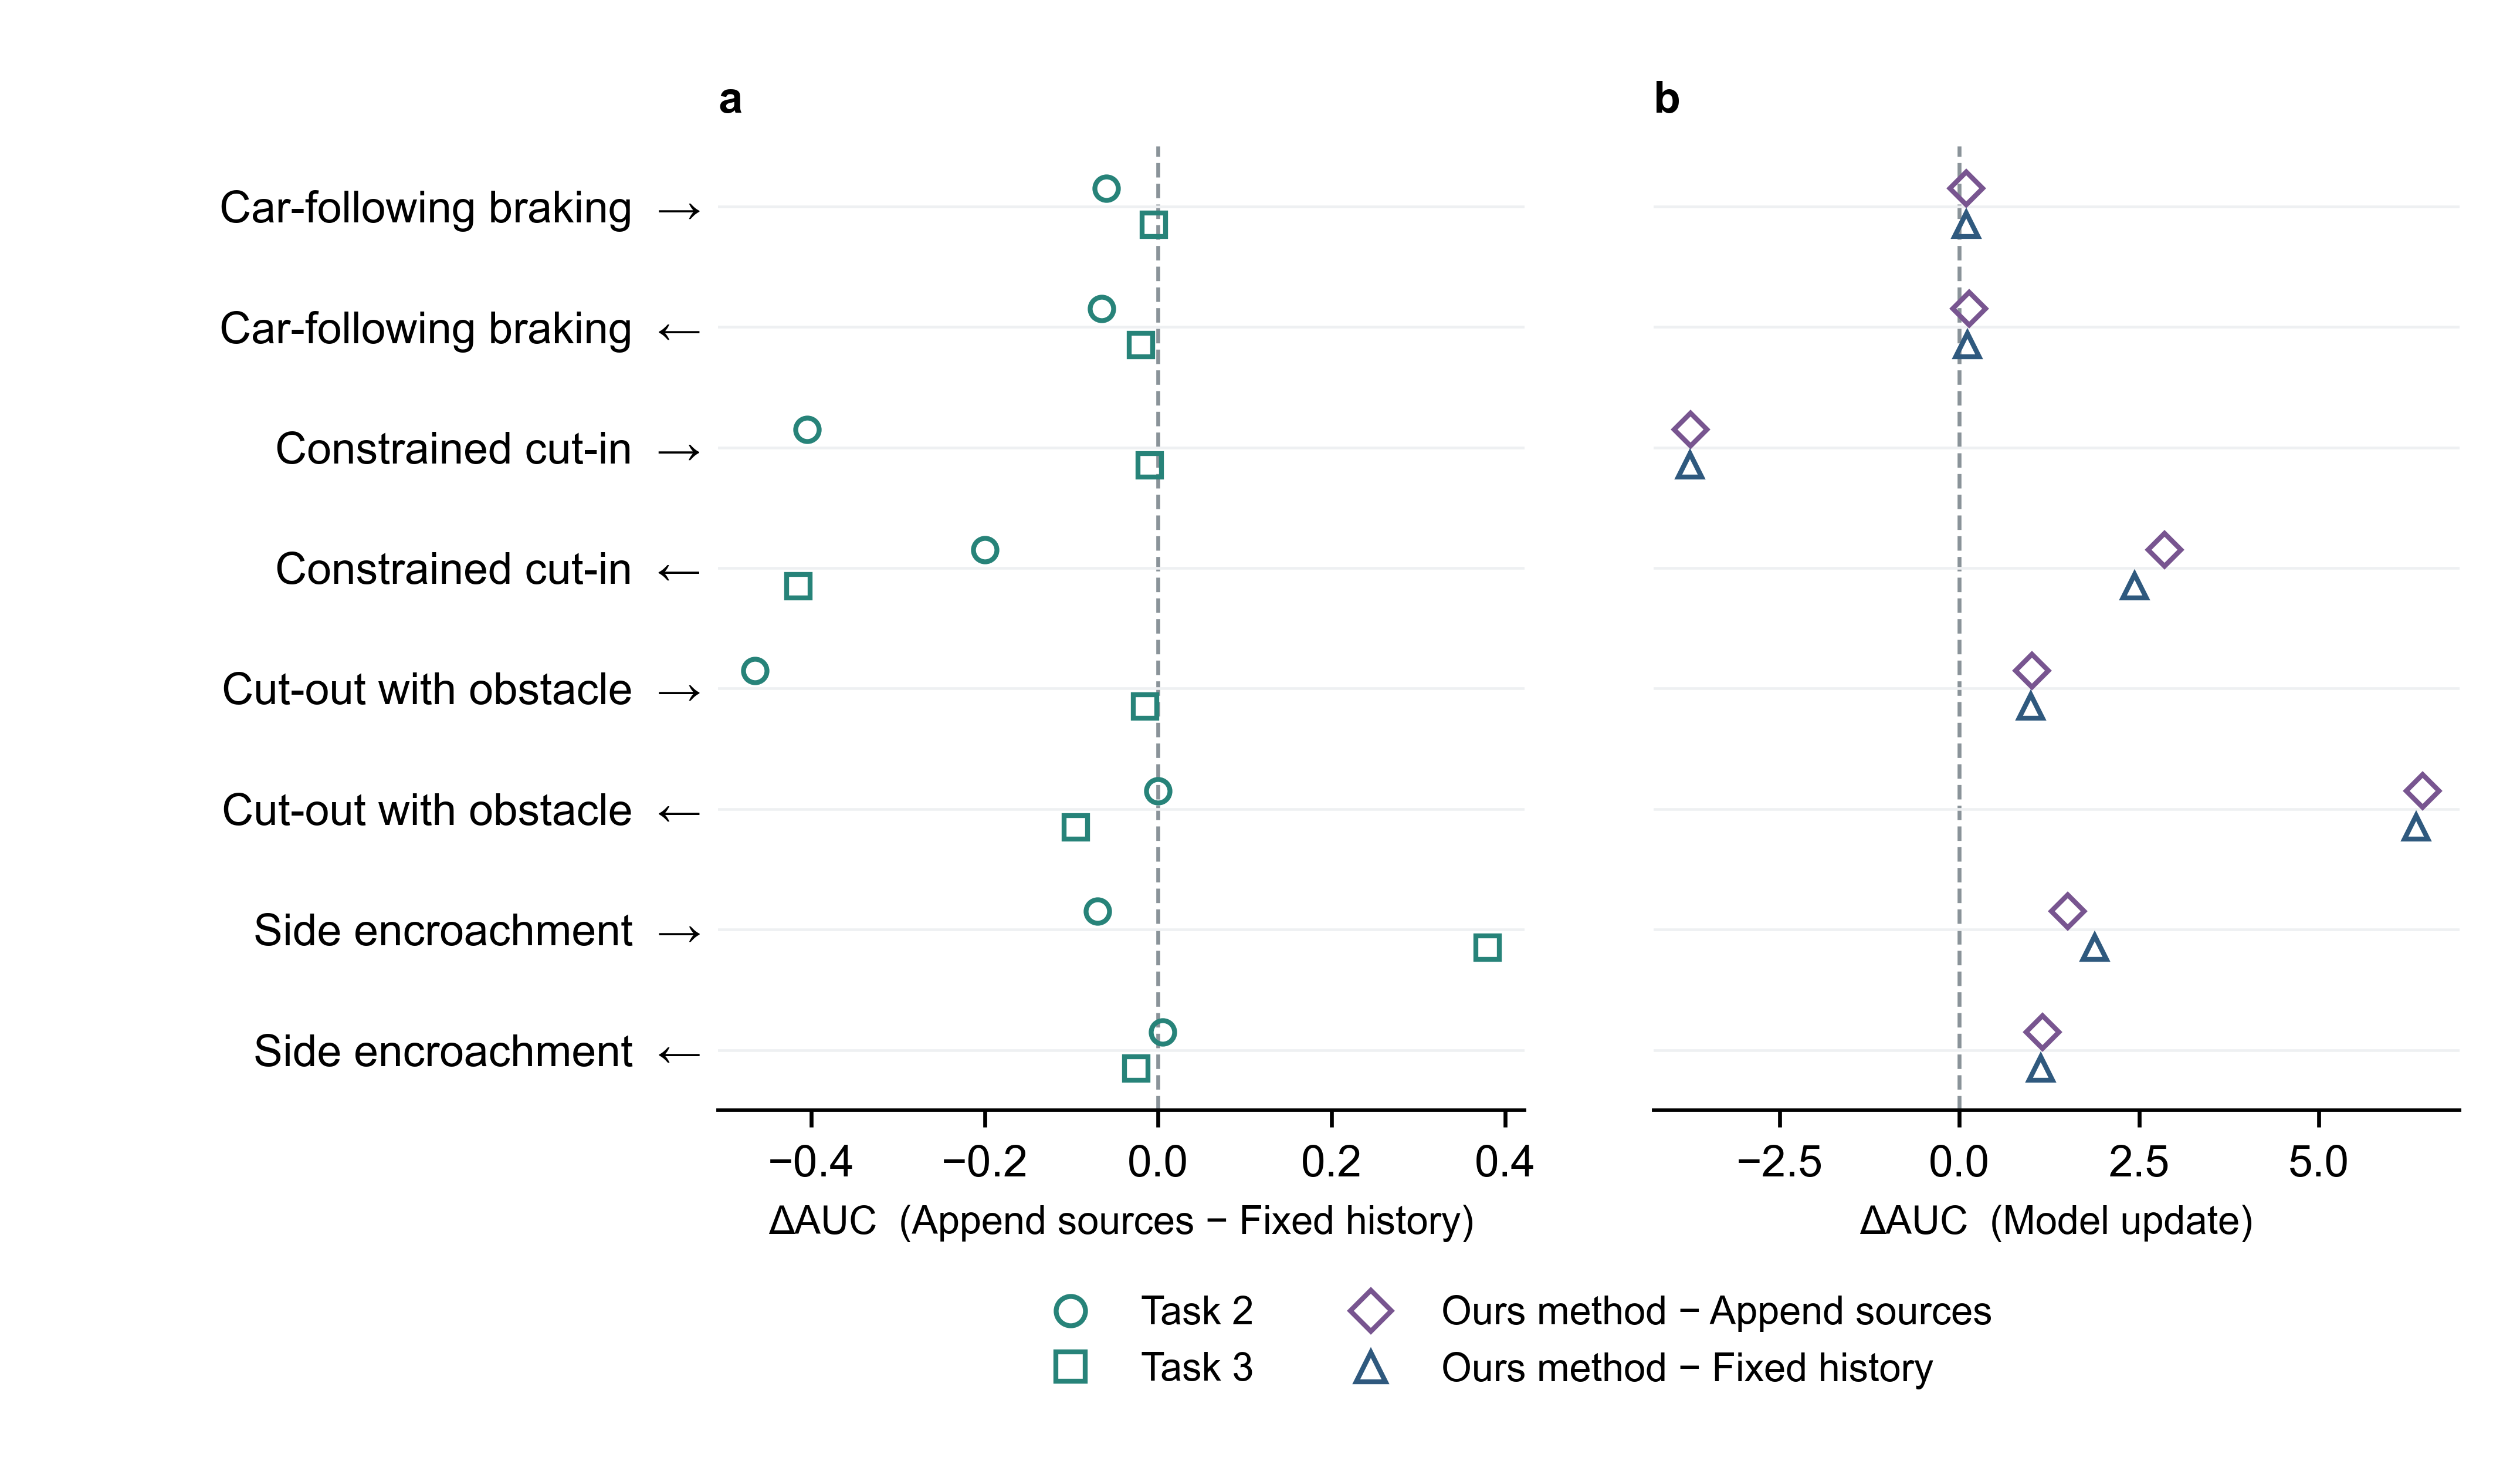 a b
Car-following braking →
Car-following braking ←
Constrained cut-in →
Constrained cut-in ←
Cut-out with obstacle →
Cut-out with obstacle ←
Side encroachment →
Side encroachment ←
−0.4 −0.2 0.0 0.2 0.4 −2.5 0.0 2.5 5.0
ΔAUC (Append sources − Fixed history) ΔAUC (Model update)
Task 2 Ours method − Append sources
Task 3 Ours method − Fixed history